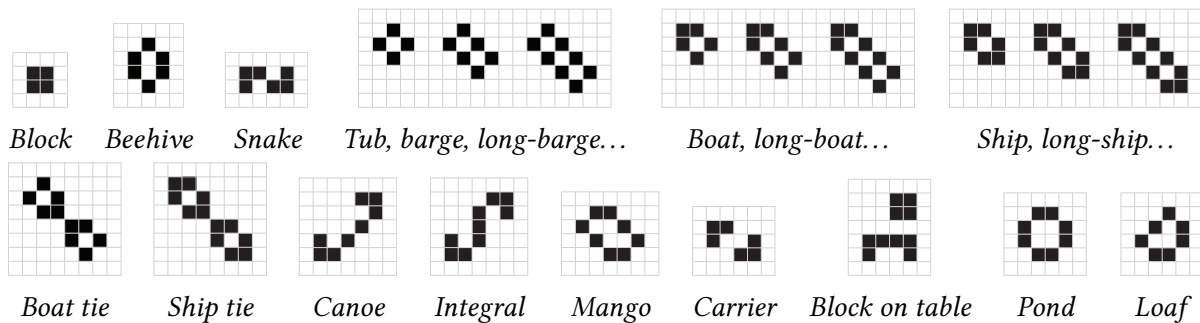 Block Beehive Snake Tub, barge, long-barge… Boat, long-boat… Ship, long-ship…
Boat tie Ship tie Canoe Integral Mango Carrier Block on table Pond Loaf